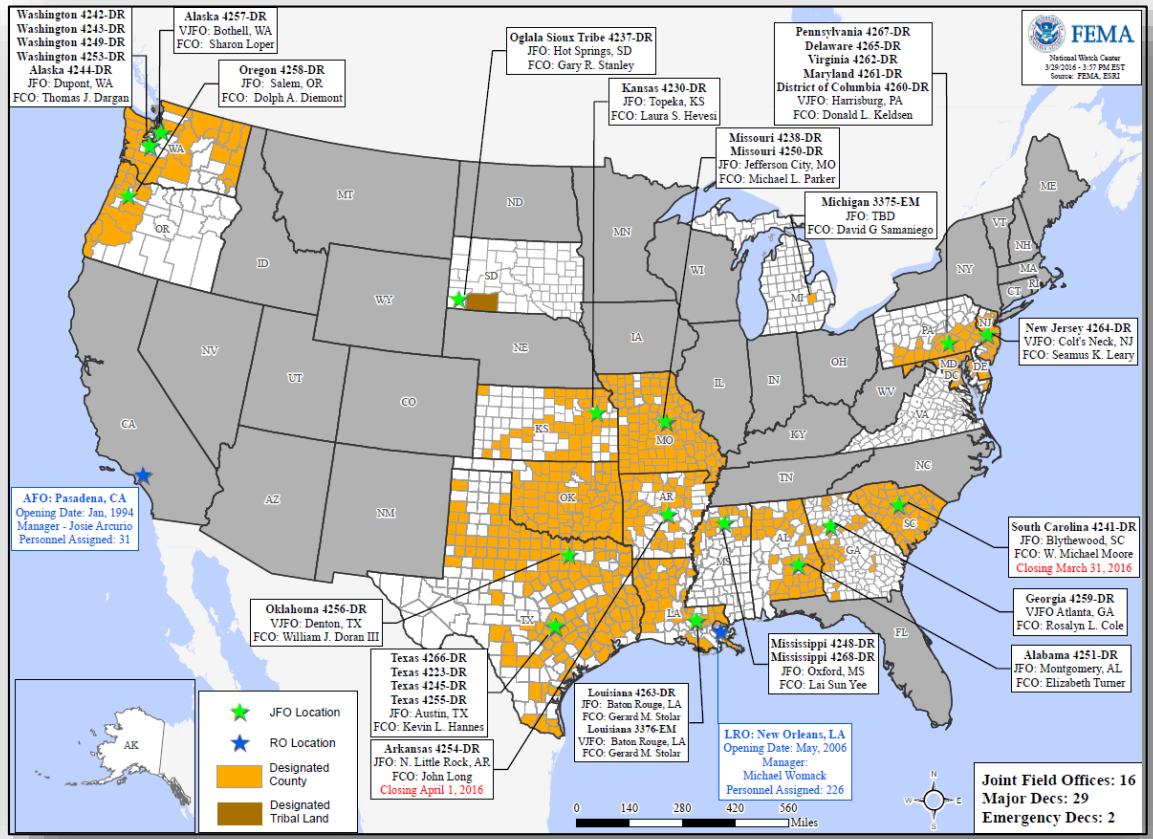 Washington 4242-DR
Washington 4243-DR
Washington 4249-DR
Washington 4253-DR
Alaska 4244-DR
JFO: Dupont, WA
FCO: Thomas J. Dargan
Alaska 4257-DR
VJFO: Bothell, WA
FCO: Sharon Loper
Oregon 4258-DR
JFO: Salem, OR
FCO: Dolph A. Diemont
Oglala Sioux Tribe 4237-DR
JFO: Hot Springs, SD
FCO: Gary R. Stanley
Kansas 4230-DR
JFO: Topeka, KS
FCO: Laura S. Hevesi
Pennsylvania 4267-DR
Delaware 4265-DR
Virginia 4262-DR
Maryland 4261-DR
District of Columbia 4260-DR
VJFO: Harrisburg, PA
FCO: Donald L. Keldsen
FEMA
National Watch Center
3/29/2016 - 3:57 PM EST
Source: FEMA, ESRI
Missouri 4238-DR
Missouri 4250-DR
JFO: Jefferson City, MO
FCO: Michael L. Parker
Michigan 3375-EM
JFO: TBD
FCO: David G Samaniego
New Jersey 4264-DR
VJFO: Colt's Neck, NJ
FCO: Seamus K. Leary
WA
OR
MT
ID
WY
ND
SD
NE
MN
WI
IA
MI
IL
IN
OH
KY
WV
VA
PA
NY
VT
NH
ME
MA
RI
CT
NJ
DE
MD
DC
NV
UT
CO
CA
AZ
NM
KS
MO
OK
AR
TN
NC
SC
GA
AL
MS
LA
TX
FL
AFO: Pasadena, CA
Opening Date: Jan, 1994
Manager - Josie Arcurio
Personnel Assigned: 31
South Carolina 4241-DR
JFO: Blythewood, SC
FCO: W. Michael Moore
Closing March 31, 2016
Georgia 4259-DR
VJFO Atlanta, GA
FCO: Rosalyn L. Cole
Alabama 4251-DR
JFO: Montgomery, AL
FCO: Elizabeth Turner
Mississippi 4248-DR
Mississippi 4268-DR
JFO: Oxford, MS
FCO: Lai Sun Yee
Oklahoma 4256-DR
VJFO: Denton, TX
FCO: William J. Doran III
Texas 4266-DR
Texas 4223-DR
Texas 4245-DR
Texas 4255-DR
JFO: Austin, TX
FCO: Kevin L. Hannes
Arkansas 4254-DR
JFO: N. Little Rock, AR
FCO: John Long
Closing April 1, 2016
Louisiana 4263-DR
JFO: Baton Rouge, LA
FCO: Gerard M. Stolar
Louisiana 3376-EM
VJFO: Baton Rouge, LA
FCO: Gerard M. Stolar
LRO: New Orleans, LA
Opening Date: May, 2006
Manager:
Michael Womack
Personnel Assigned: 226
AK
JFO Location
RO Location
Designated
County
Designated
Tribal Land
0 140 280 420 560
Miles
N
W
E
S
Joint Field Offices: 16
Major Decs: 29
Emergency Decs: 2